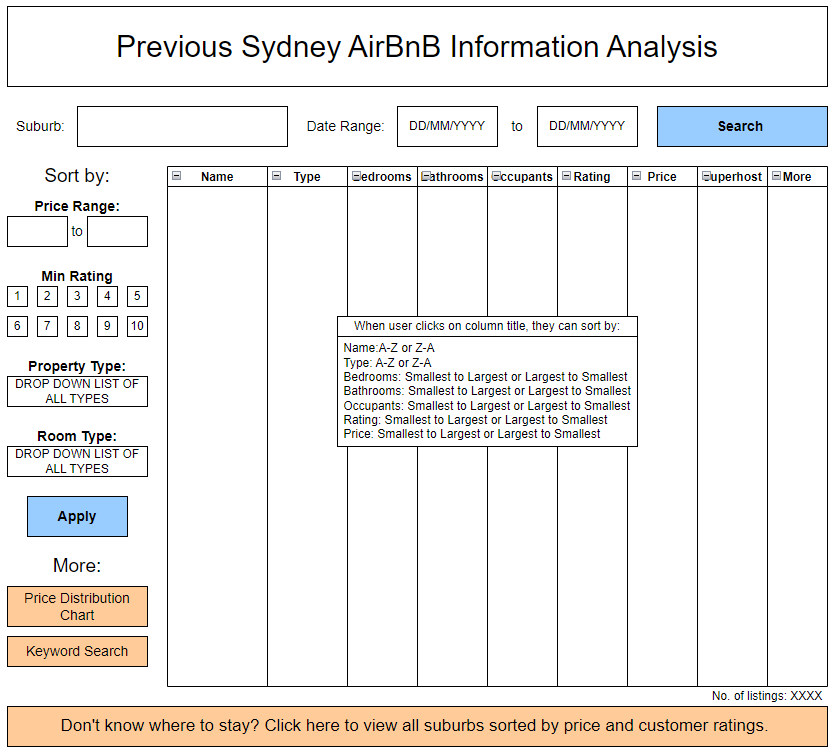 Previous Sydney AirBnB Information Analysis
Suburb: Date Range: DD/MM/YYYY to DD/MM/YYYY Search
Sort by:
Price Range:
to
Min Rating
1 2 3 4 5
6 7 8 9 10
Property Type:
DROP DOWN LIST OF
ALL TYPES
Room Type:
DROP DOWN LIST OF
ALL TYPES
Apply
More:
Price Distribution
Chart
Keyword Search
Name Type Bedrooms Bathrooms Occupants Rating Price Superhost More
When user clicks on column title, they can sort by:
Name:A-Z or Z-A
Type: A-Z or Z-A
Bedrooms: Smallest to Largest or Largest to Smallest
Bathrooms: Smallest to Largest or Largest to Smallest
Occupants: Smallest to Largest or Largest to Smallest
Rating: Smallest to Largest or Largest to Smallest
Price: Smallest to Largest or Largest to Smallest
No. of listings: XXXX
Don't know where to stay? Click here to view all suburbs sorted by price and customer ratings.